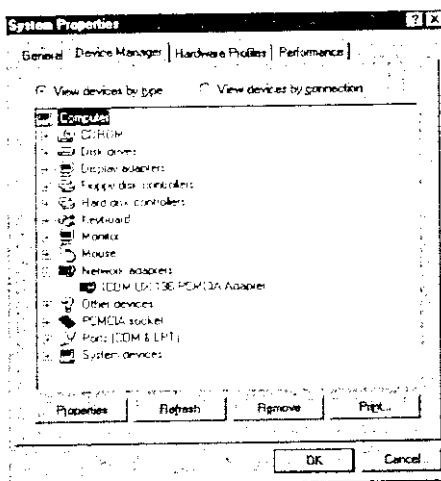 System Properties
General Device Manager Hardware Profiles Performance
View devices by type View devices by connection
Computer
CDROM
Disk drives
Display adapters
Floppy disk controllers
Hard disk controllers
Keyboard
Monitor
Mouse
Network adapters
PCMCIA Adapter
Other devices
PCMCIA socket
Ports (COM & LPT)
System devices
Properties Refresh Remove Print...
OK Cancel